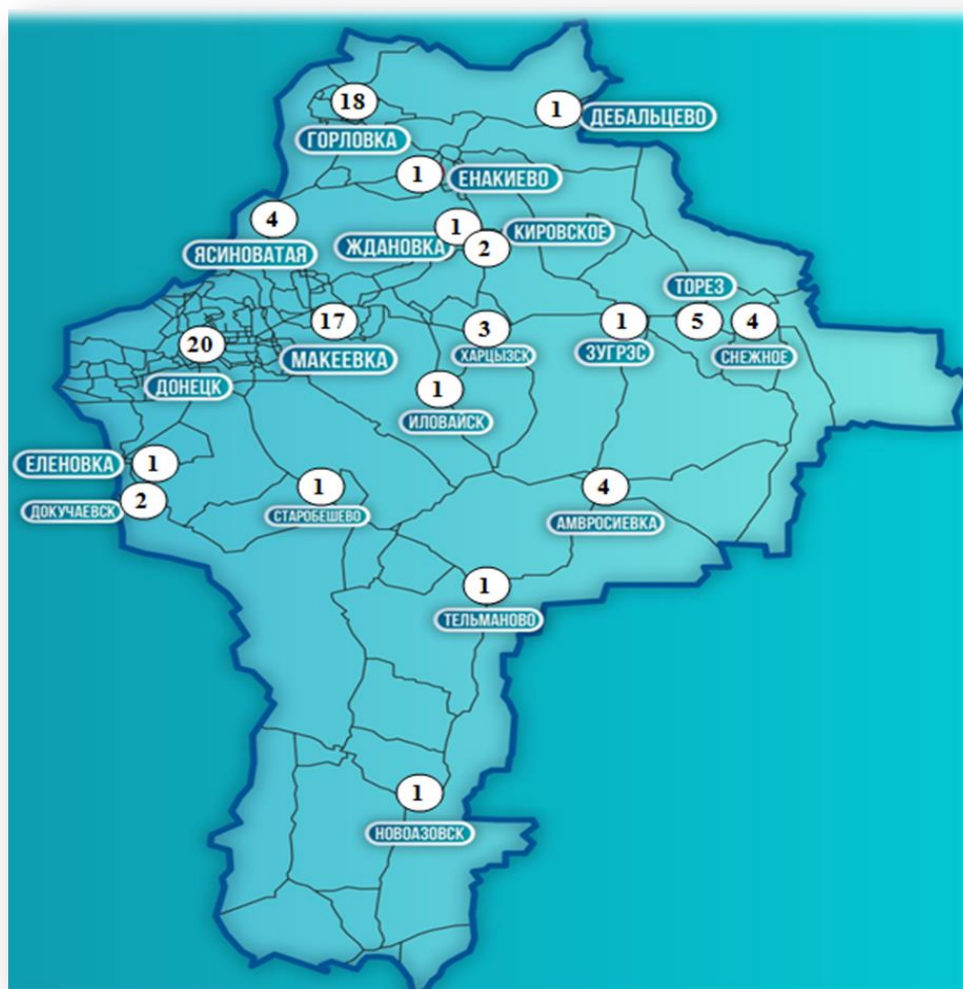 18
ГОРЛОВКА
1
ДЕБАЛЬЦЕВО
1
ЕНАКИЕВО
4
ЯСИНОВАТАЯ
1
ЖДАНОВКА
2
КИРОВСКОЕ
ТОРЕЗ
5
4
СНЕЖНОЕ
1
ЗУГРЭС
3
ХАРЦЫЗСК
17
МАКЕЕВКА
20
ДОНЕЦК
1
ИЛОВАЙСК
ЕЛЕНОВКА
1
ДОКУЧАЕВСК
2
1
СТАРОБЕШЕВО
4
АМВРОСИЕВКА
1
ТЕЛЬМАНОВО
1
НОВОАЗОВСК